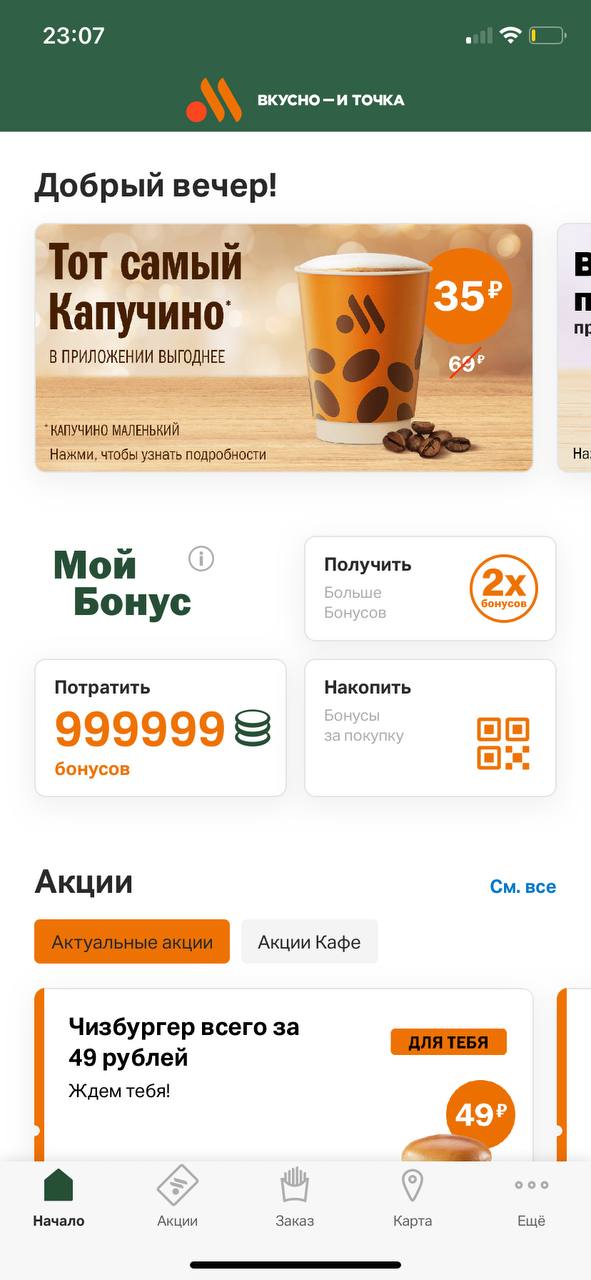 23:07
ВКУСНО – И ТОЧКА
Добрый вечер!
Тот самый
Капучино*
В ПРИЛОЖЕНИИ ВЫГОДНЕЕ
35₽
69₽
*КАПУЧИНО МАЛЕНЬКИЙ
Нажми, чтобы узнать подробности
Мой
Бонус
Получить
Больше
Бонусов
2x
бонусов
Потратить
999999
бонусов
Накопить
Бонусы
за покупку
Акции
См. все
Актуальные акции
Акции Кафе
Чизбургер всего за
49 рублей
Ждем тебя!
ДЛЯ ТЕБЯ
49₽
Начало
Акции
Заказ
Карта
Ещё